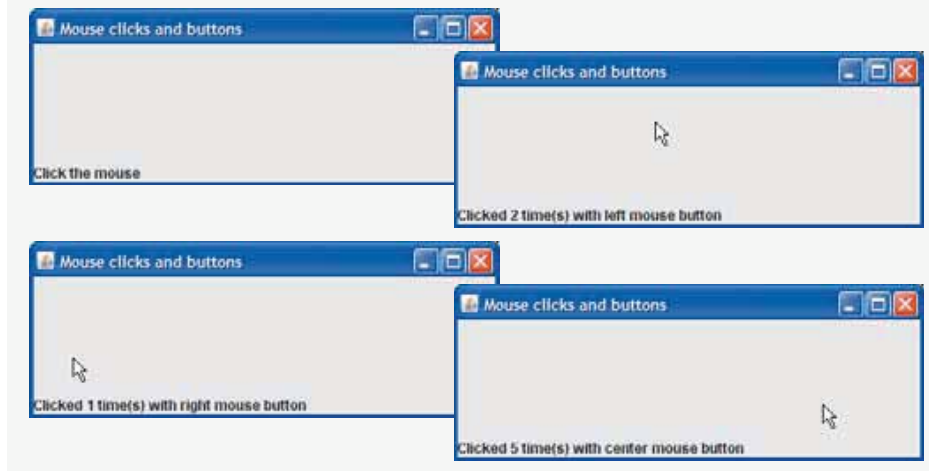 Mouse clicks and buttons
Click the mouse
Mouse clicks and buttons
Clicked 2 time(s) with left mouse button
Mouse clicks and buttons
Clicked 1 time(s) with right mouse button
Mouse clicks and buttons
Clicked 5 time(s) with center mouse button